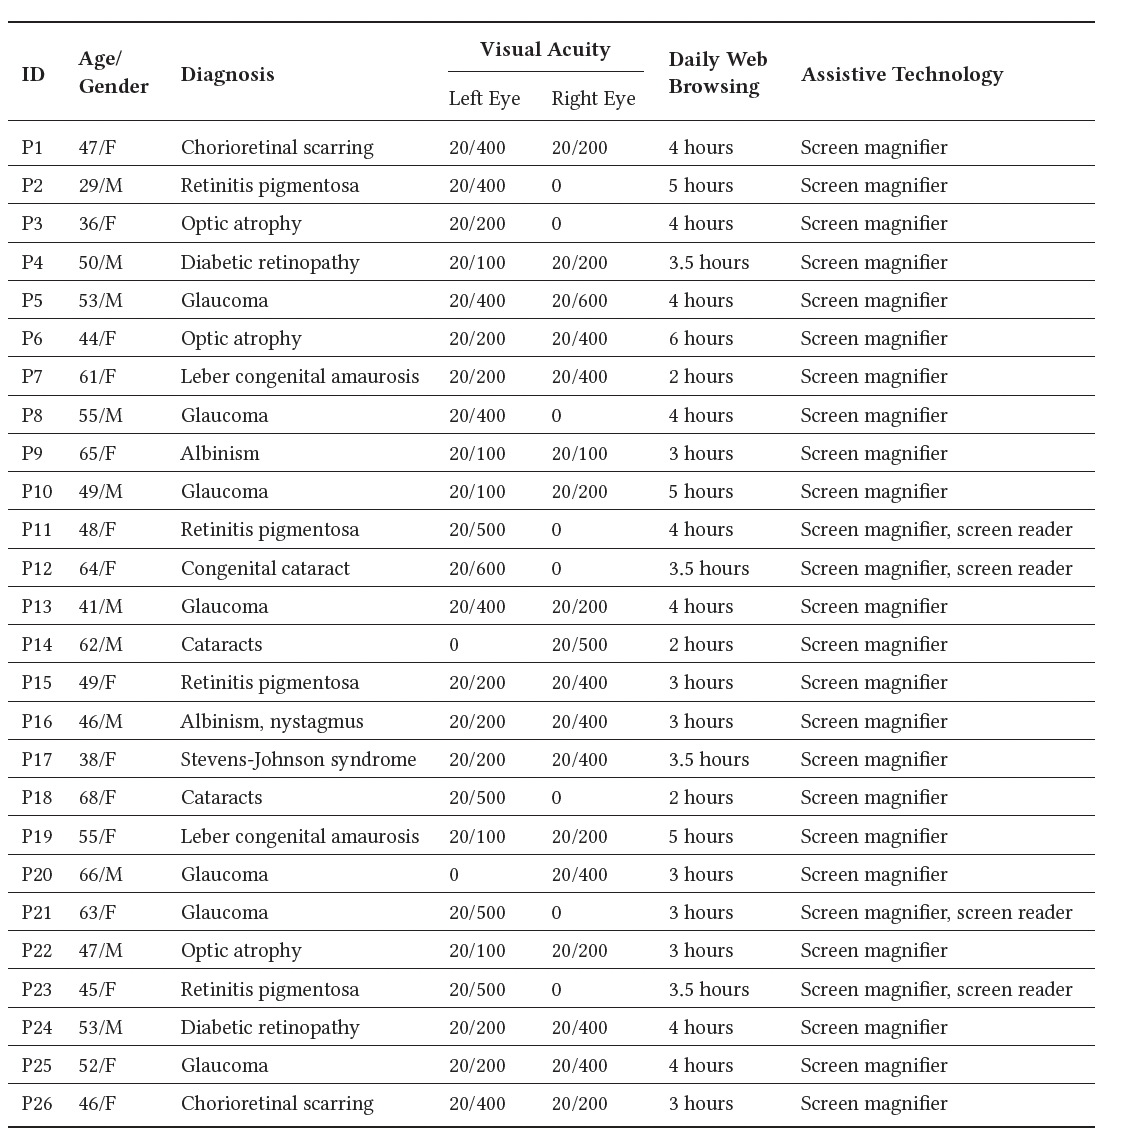 ID Age/ Gender Diagnosis Visual Acuity Daily Web Browsing Assistive Technology
Left Eye Right Eye
P1 47/F Chorioretinal scarring 20/400 20/200 4 hours Screen magnifier
P2 29/M Retinitis pigmentosa 20/400 0 5 hours Screen magnifier
P3 36/F Optic atrophy 20/200 0 4 hours Screen magnifier
P4 50/M Diabetic retinopathy 20/100 20/200 3.5 hours Screen magnifier
P5 53/M Glaucoma 20/400 20/600 4 hours Screen magnifier
P6 44/F Optic atrophy 20/200 20/400 6 hours Screen magnifier
P7 61/F Leber congenital amaurosis 20/200 20/400 2 hours Screen magnifier
P8 55/M Glaucoma 20/400 0 4 hours Screen magnifier
P9 65/F Albinism 20/100 20/100 3 hours Screen magnifier
P10 49/M Glaucoma 20/100 20/200 5 hours Screen magnifier
P11 48/F Retinitis pigmentosa 20/500 0 4 hours Screen magnifier, screen reader
P12 64/F Congenital cataract 20/600 0 3.5 hours Screen magnifier, screen reader
P13 41/M Glaucoma 20/400 20/200 4 hours Screen magnifier
P14 62/M Cataracts 0 20/500 2 hours Screen magnifier
P15 49/F Retinitis pigmentosa 20/200 20/400 3 hours Screen magnifier
P16 46/M Albinism, nystagmus 20/200 20/400 3 hours Screen magnifier
P17 38/F Stevens-Johnson syndrome 20/200 20/400 3.5 hours Screen magnifier
P18 68/F Cataracts 20/500 0 2 hours Screen magnifier
P19 55/F Leber congenital amaurosis 20/100 20/200 5 hours Screen magnifier
P20 66/M Glaucoma 0 20/400 3 hours Screen magnifier
P21 63/F Glaucoma 20/500 0 3 hours Screen magnifier, screen reader
P22 47/M Optic atrophy 20/100 20/200 3 hours Screen magnifier
P23 45/F Retinitis pigmentosa 20/500 0 3.5 hours Screen magnifier, screen reader
P24 53/M Diabetic retinopathy 20/200 20/400 4 hours Screen magnifier
P25 52/F Glaucoma 20/200 20/400 4 hours Screen magnifier
P26 46/F Chorioretinal scarring 20/400 20/200 3 hours Screen magnifier